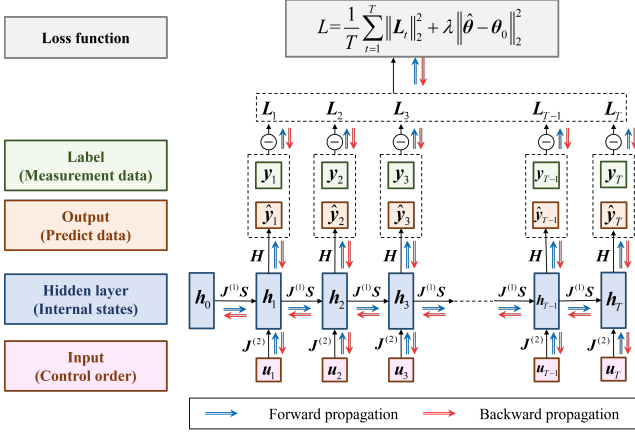 Loss function
L=1/T ∑_{t=1}^{T} ‖L_t‖_2^2 + λ ‖θ̂ − θ_0‖_2^2
L_1 L_2 L_3 L_{T−1} L_T
− − − − −
Label
(Measurement data)
y_1 y_2 y_3 y_{T−1} y_T
Output
(Predict data)
ŷ_1 ŷ_2 ŷ_3 ŷ_{T−1} ŷ_T
H H H H H
Hidden layer
(Internal states)
J^{(1)}S J^{(1)}S J^{(1)}S J^{(1)}S J^{(1)}S J^{(1)}S
h_0 h_1 h_2 h_3 h_{T−1} h_T
J^{(2)} J^{(2)} J^{(2)} J^{(2)} J^{(2)}
Input
(Control order)
u_1 u_2 u_3 u_{T−1} u_T
Forward propagation Backward propagation